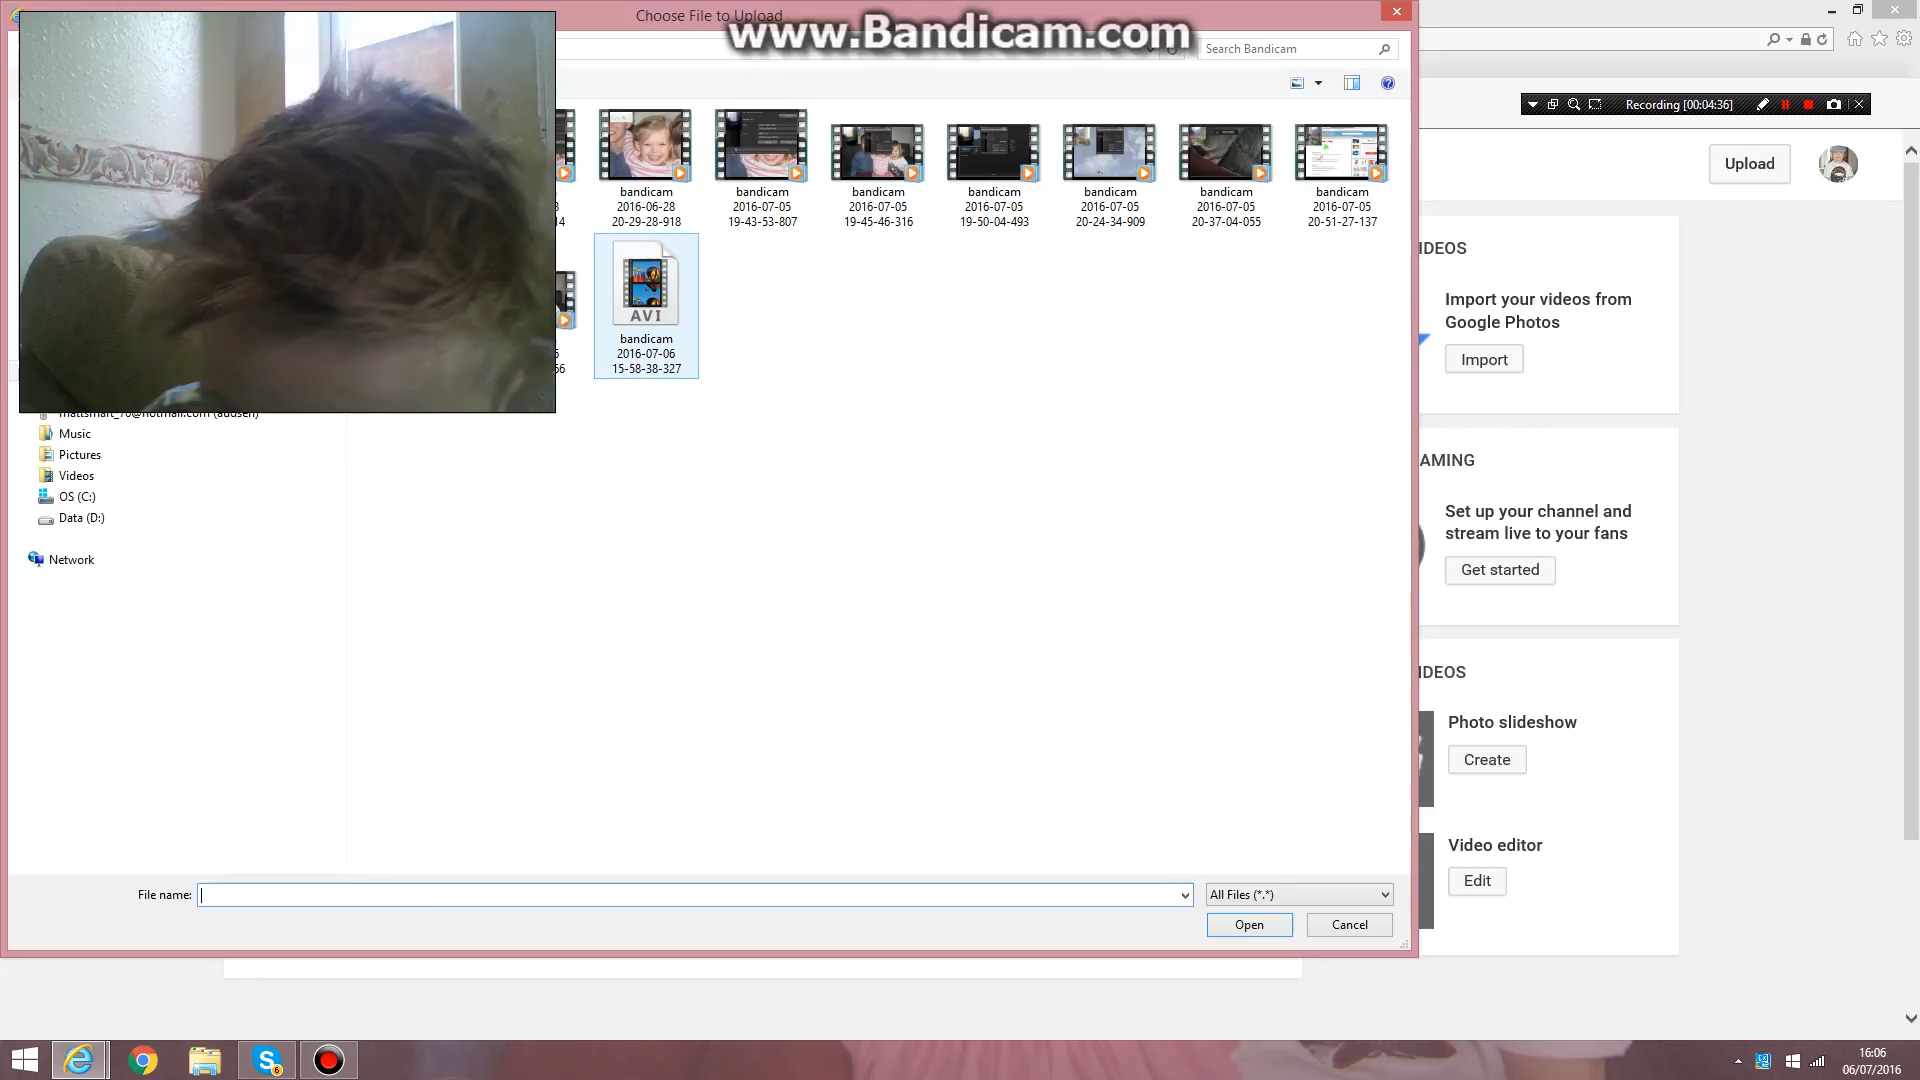 Choose File to Upload
www.Bandicam.com
Search Bandicam
Recording [00:04:36]
Upload
bandicam
2016-06-28
20-29-28-918
bandicam
2016-07-05
19-43-53-807
bandicam
2016-07-05
19-45-46-316
bandicam
2016-07-05
19-50-04-493
bandicam
2016-07-05
20-24-34-909
bandicam
2016-07-05
20-37-04-055
bandicam
2016-07-05
20-51-27-137
14
AVI
bandicam
2016-07-06
15-58-38-327
66
Music
Pictures
Videos
OS (C:)
Data (D:)
Network
File name:
All Files (*.*)
Open
Cancel
IDEOS
Import your videos from
Google Photos
Import
AMING
Set up your channel and
stream live to your fans
Get started
IDEOS
Photo slideshow
Create
Video editor
Edit
6
16:06
06/07/2016